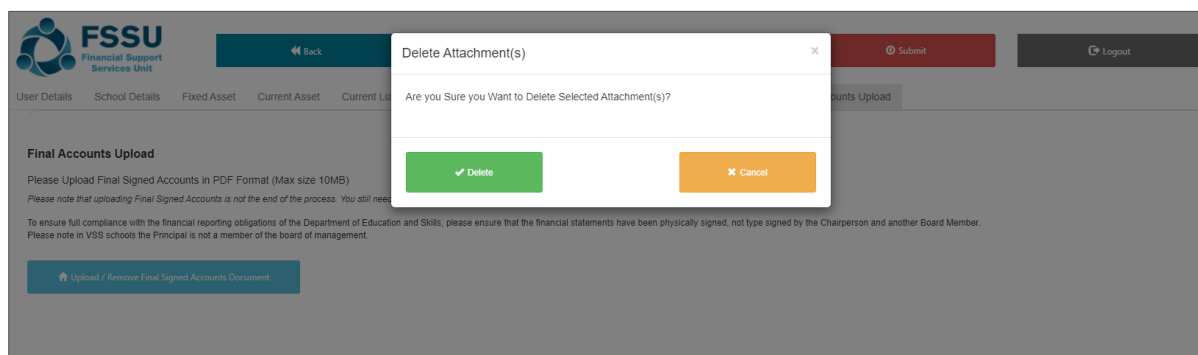 FSSU
Financial Support
Services Unit
Back
Submit
Logout
User Details School Details Fixed Asset Current Asset Current
Upload
Delete Attachment(s)
×
Are you Sure you Want to Delete Selected Attachment(s)?
Delete
Cancel
Final Accounts Upload
Please Upload Final Signed Accounts in PDF Format (Max size 10MB)
Please note that uploading Final Signed Accounts is not the end of the process. You still
To ensure full compliance with the financial reporting obligations of the Department of Education and Skills, please ensure that the financial statements have been physically signed, not type signed by the Chairperson and another Board Member.
Please note in VSS schools the Principal is not a member of the board of management.
Upload / Remove Final Signed Accounts Document